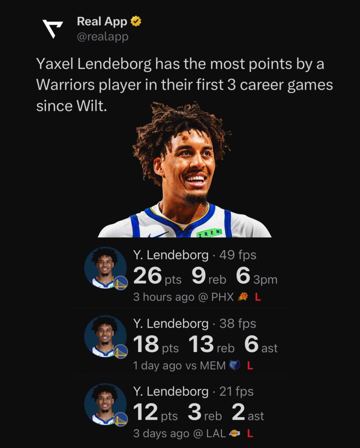 Real App
@realapp
Yaxel Lendeborg has the most points by a
Warriors player in their first 3 career games
since Wilt.
Y. Lendeborg · 49 fps
26 pts 9 reb 6 3pm
3 hours ago @ PHX L
Y. Lendeborg · 38 fps
18 pts 13 reb 6 ast
1 day ago vs MEM L
Y. Lendeborg · 21 fps
12 pts 3 reb 2 ast
3 days ago @ LAL L